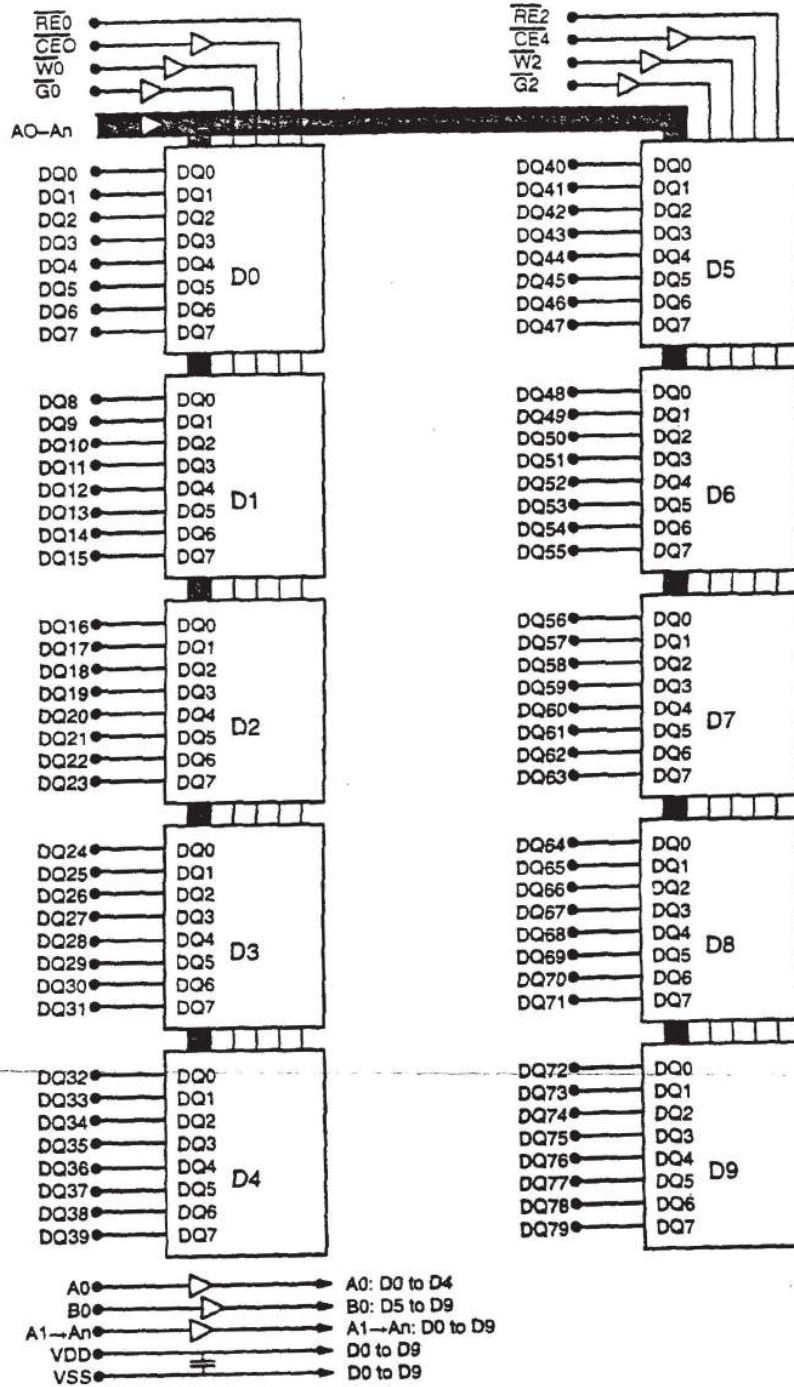 RE0
CE0
W0
G0
A0–An
DQ0 DQ0
DQ1 DQ1
DQ2 DQ2
DQ3 DQ3
DQ4 DQ4
DQ5 DQ5
DQ6 DQ6
DQ7 DQ7
D0
DQ8 DQ0
DQ9 DQ1
DQ10 DQ2
DQ11 DQ3
DQ12 DQ4
DQ13 DQ5
DQ14 DQ6
DQ15 DQ7
D1
DQ16 DQ0
DQ17 DQ1
DQ18 DQ2
DQ19 DQ3
DQ20 DQ4
DQ21 DQ5
DQ22 DQ6
DQ23 DQ7
D2
DQ24 DQ0
DQ25 DQ1
DQ26 DQ2
DQ27 DQ3
DQ28 DQ4
DQ29 DQ5
DQ30 DQ6
DQ31 DQ7
D3
DQ32 DQ0
DQ33 DQ1
DQ34 DQ2
DQ35 DQ3
DQ36 DQ4
DQ37 DQ5
DQ38 DQ6
DQ39 DQ7
D4
RE2
CE4
W2
G2
DQ40 DQ0
DQ41 DQ1
DQ42 DQ2
DQ43 DQ3
DQ44 DQ4
DQ45 DQ5
DQ46 DQ6
DQ47 DQ7
D5
DQ48 DQ0
DQ49 DQ1
DQ50 DQ2
DQ51 DQ3
DQ52 DQ4
DQ53 DQ5
DQ54 DQ6
DQ55 DQ7
D6
DQ56 DQ0
DQ57 DQ1
DQ58 DQ2
DQ59 DQ3
DQ60 DQ4
DQ61 DQ5
DQ62 DQ6
DQ63 DQ7
D7
DQ64 DQ0
DQ65 DQ1
DQ66 DQ2
DQ67 DQ3
DQ68 DQ4
DQ69 DQ5
DQ70 DQ6
DQ71 DQ7
D8
DQ72 DQ0
DQ73 DQ1
DQ74 DQ2
DQ75 DQ3
DQ76 DQ4
DQ77 DQ5
DQ78 DQ6
DQ79 DQ7
D9
A0 A0: D0 to D4
B0 B0: D5 to D9
A1→An A1→An: D0 to D9
VDD D0 to D9
VSS D0 to D9